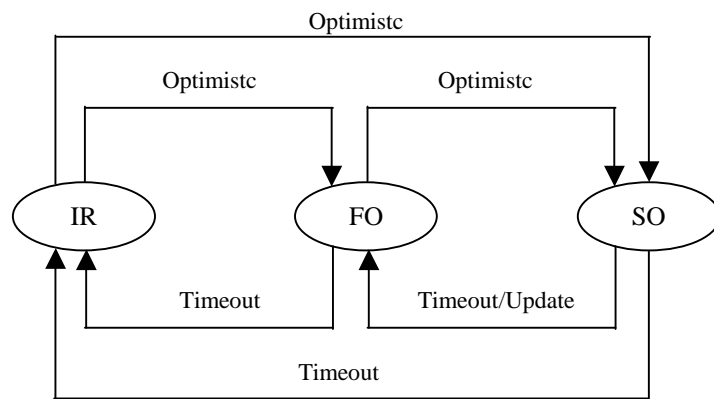 Optimistc
Optimistc
Optimistc
IR
FO
SO
Timeout
Timeout/Update
Timeout